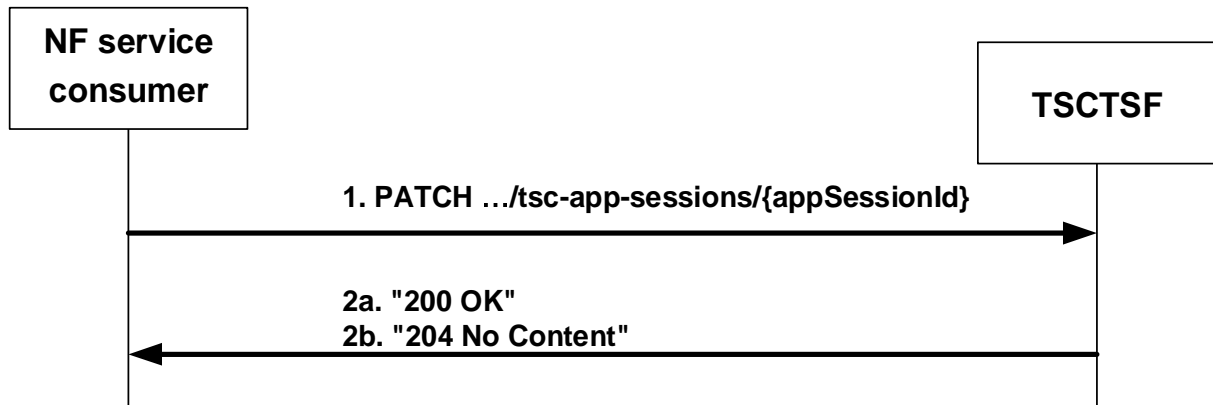 NF service
consumer
TSCTSF
1. PATCH …/tsc-app-sessions/{appSessionId}
2a. "200 OK"
2b. "204 No Content"